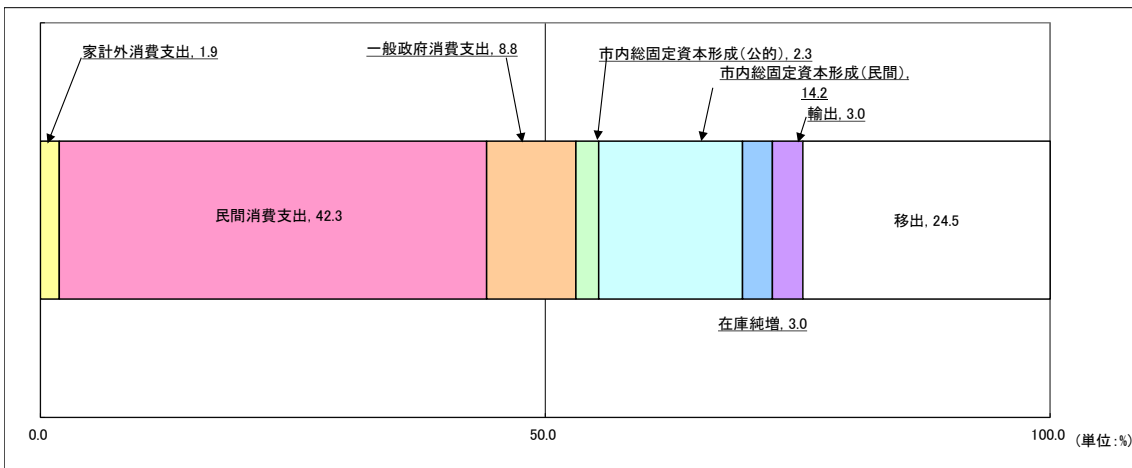 家計外消費支出, 1.9
一般政府消費支出, 8.8
市内総固定資本形成(公的), 2.3
市内総固定資本形成(民間),
14.2
輸出, 3.0
民間消費支出, 42.3
移出, 24.5
在庫純増, 3.0
0.0 50.0 100.0 (単位:%)